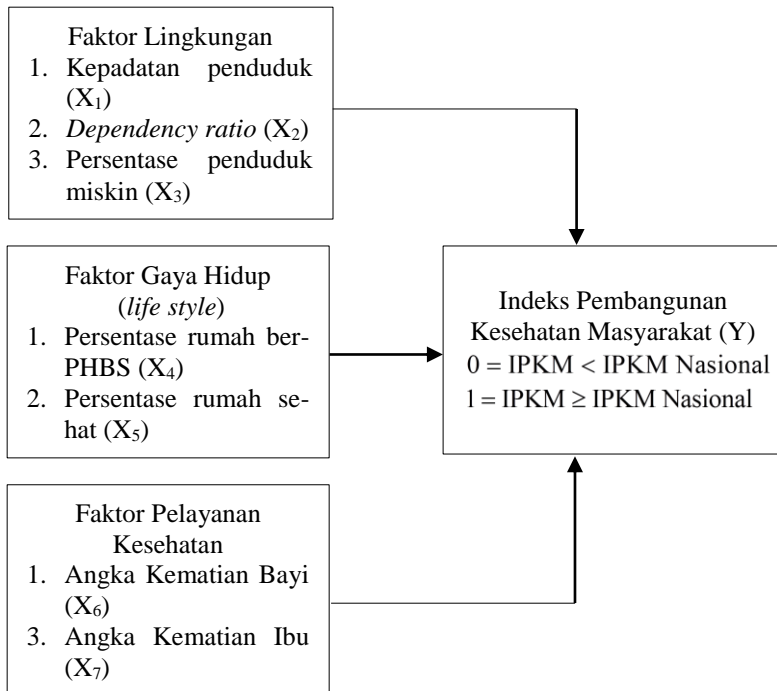 Faktor Lingkungan
1. Kepadatan penduduk
(X₁)
2. Dependency ratio (X₂)
3. Persentase penduduk
miskin (X₃)
Faktor Gaya Hidup
(life style)
1. Persentase rumah ber-
PHBS (X₄)
2. Persentase rumah se-
hat (X₅)
Faktor Pelayanan
Kesehatan
1. Angka Kematian Bayi
(X₆)
3. Angka Kematian Ibu
(X₇)
Indeks Pembangunan
Kesehatan Masyarakat (Y)
0 = IPKM < IPKM Nasional
1 = IPKM ≥ IPKM Nasional